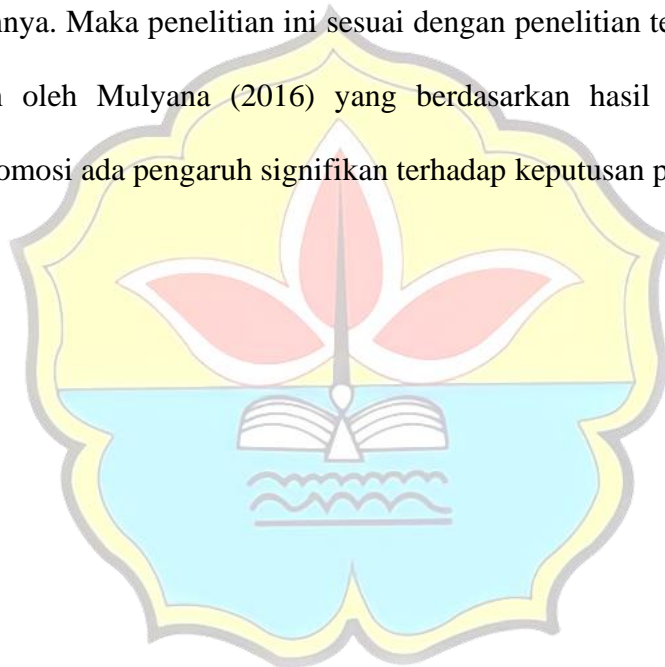 nnya. Maka penelitian ini sesuai dengan penelitian te
oleh Mulyana (2016) yang berdasarkan hasil
omosi ada pengaruh signifikan terhadap keputusan p